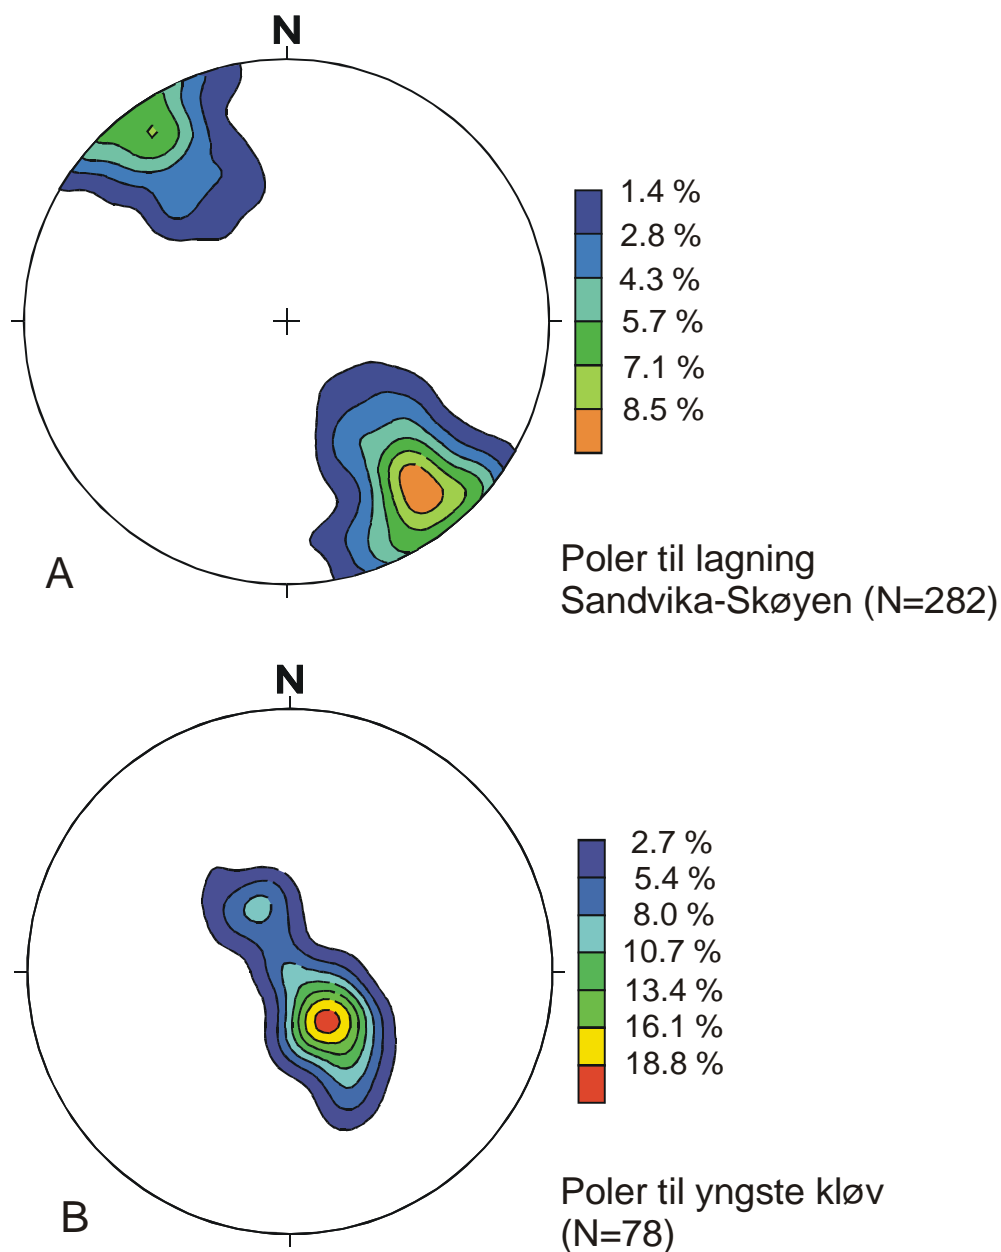 N
1.4 %
2.8 %
4.3 %
5.7 %
7.1 %
8.5 %
A
Poler til lagning
Sandvika-Skøyen (N=282)
N
2.7 %
5.4 %
8.0 %
10.7 %
13.4 %
16.1 %
18.8 %
B
Poler til yngste kløv
(N=78)